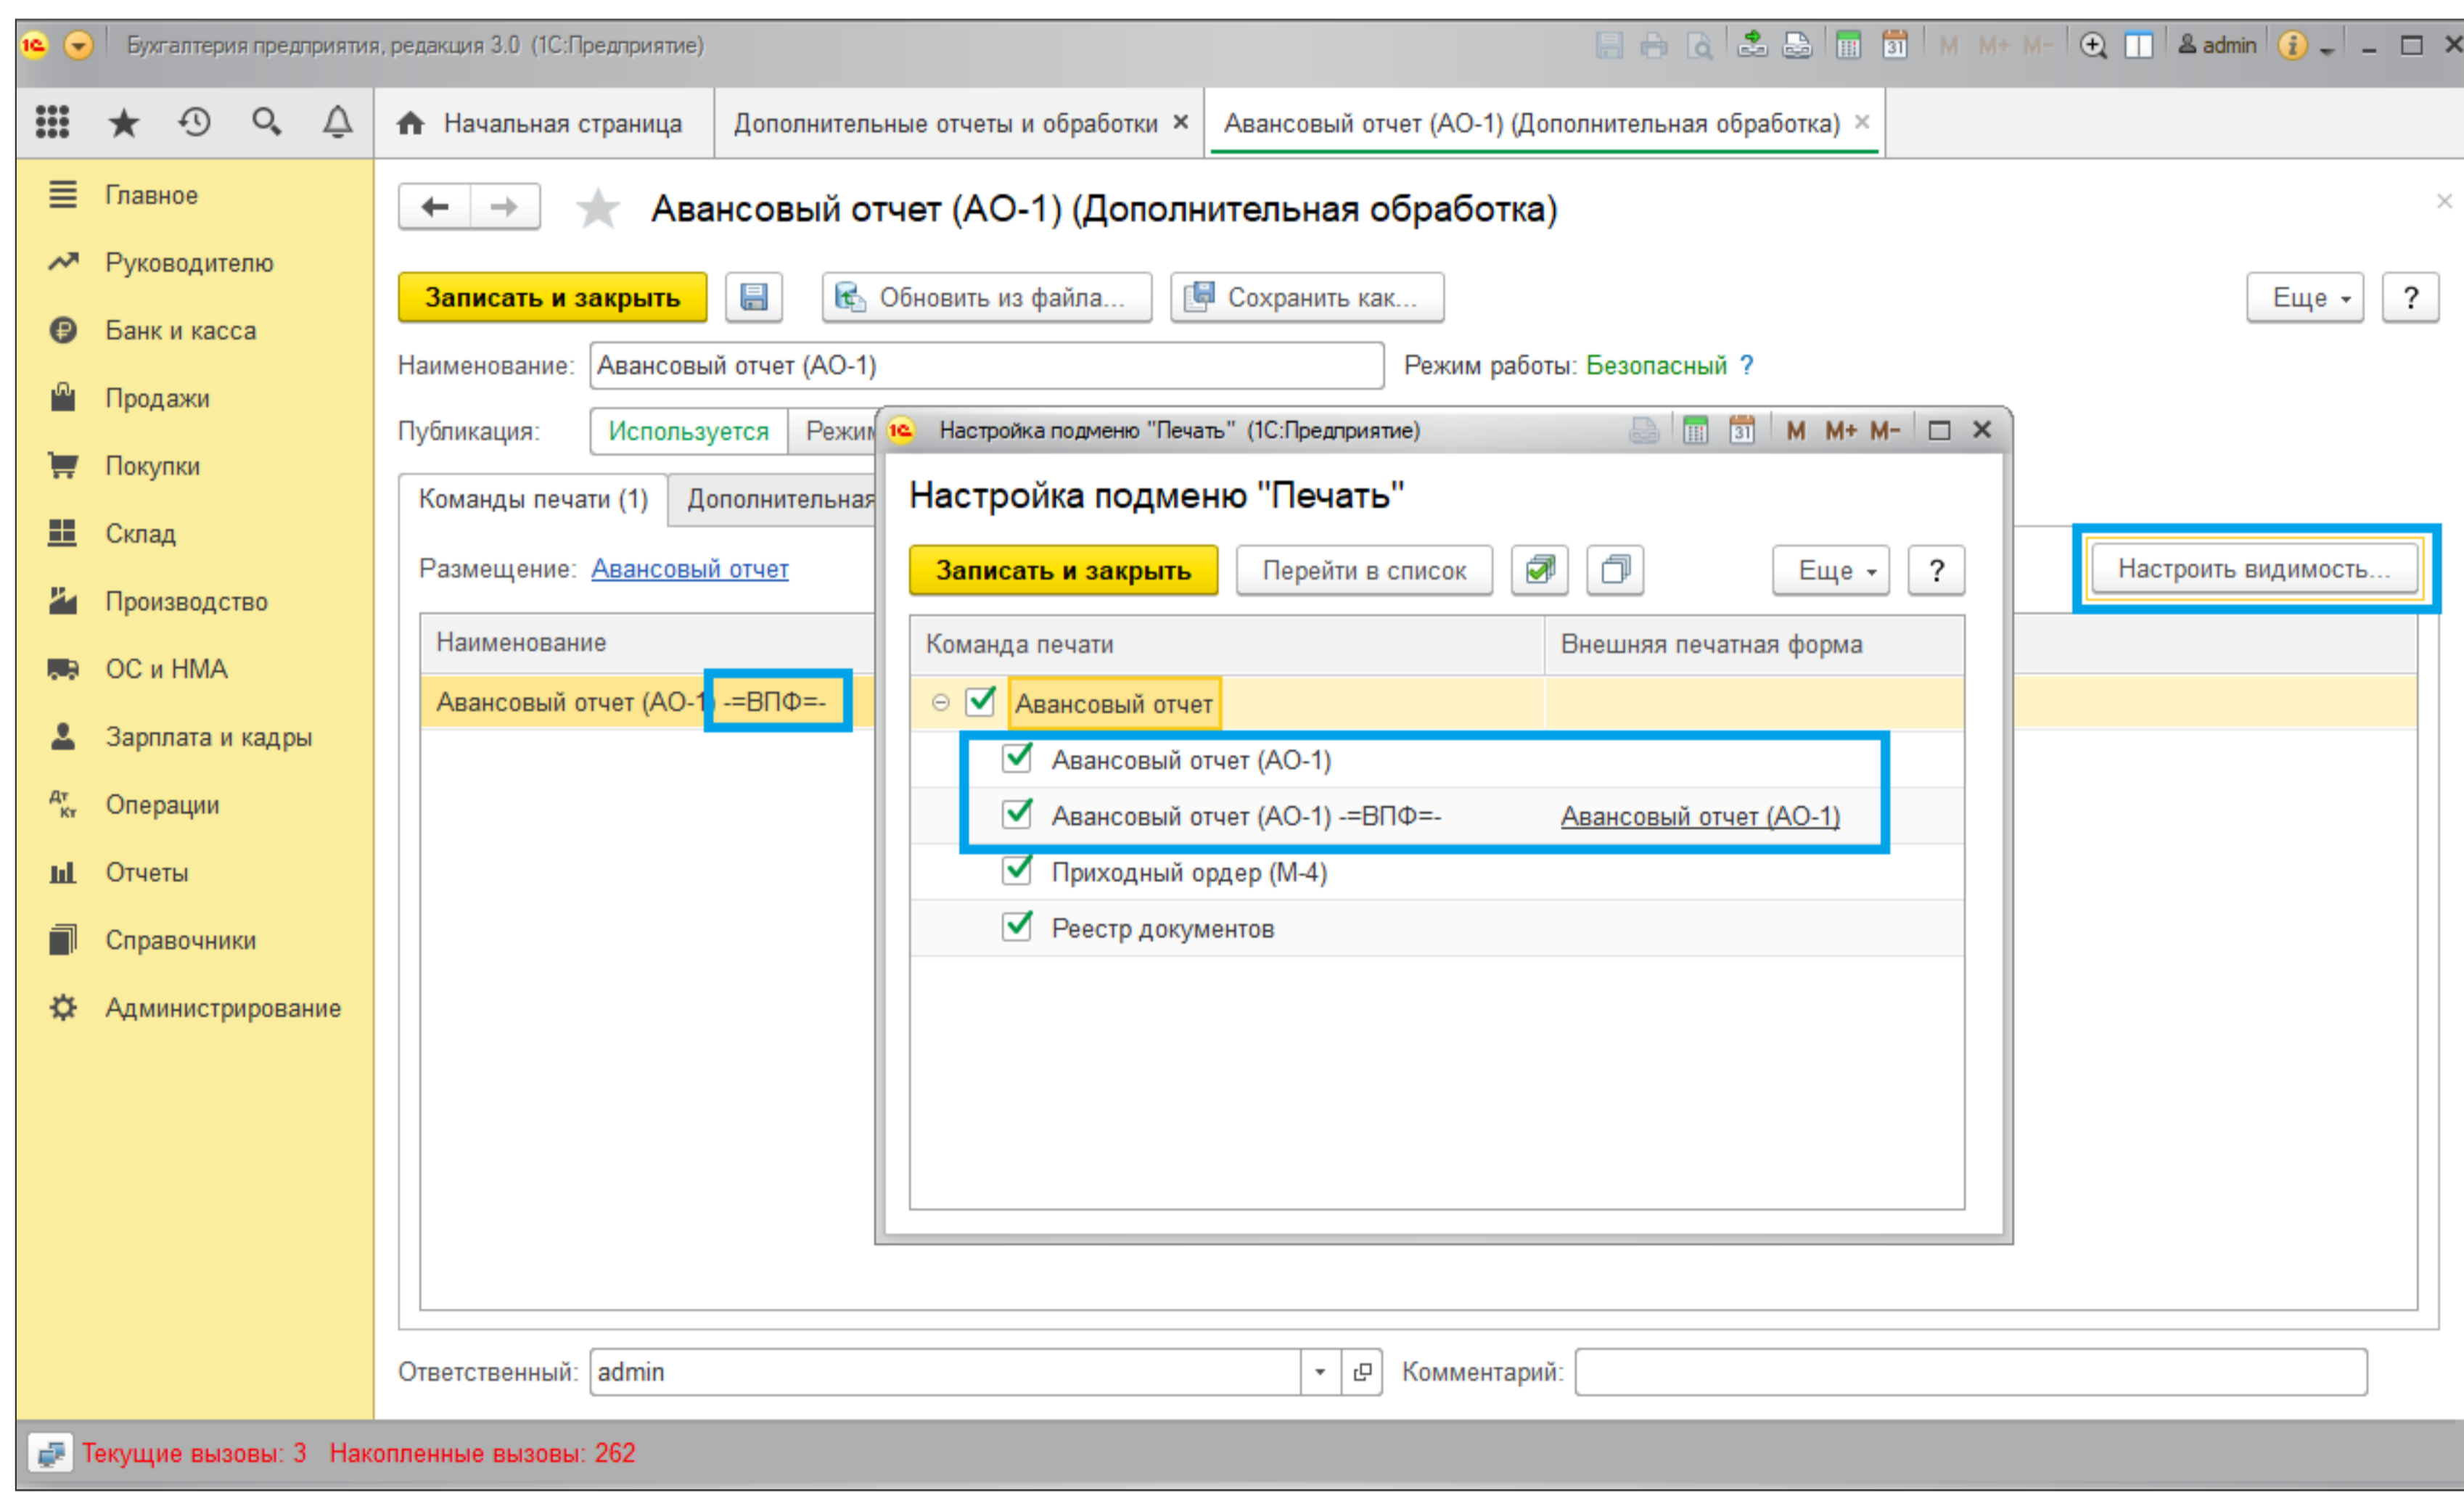 Бухгалтерия предприятия, редакция 3.0 (1С:Предприятие)
31 M M+ M- admin
Начальная страница
Дополнительные отчеты и обработки
Авансовый отчет (АО-1) (Дополнительная обработка)
Главное
Руководителю
Банк и касса
Продажи
Покупки
Склад
Производство
ОС и НМА
Зарплата и кадры
Дт Кт Операции
Отчеты
Справочники
Администрирование
Авансовый отчет (АО-1) (Дополнительная обработка)
Записать и закрыть
Обновить из файла...
Сохранить как...
Еще
?
Наименование: Авансовый отчет (АО-1)
Режим работы: Безопасный ?
Публикация: Используется Режим
Команды печати (1)
Дополнительная
Размещение: Авансовый отчет
Настроить видимость...
Наименование
Авансовый отчет (АО-1) -=ВПФ=-
1С Настройка подменю "Печать" (1С:Предприятие) 31 M M+ M-
Настройка подменю "Печать"
Записать и закрыть
Перейти в список
Еще
?
Команда печати
Внешняя печатная форма
Авансовый отчет
Авансовый отчет (АО-1)
Авансовый отчет (АО-1) -=ВПФ=- Авансовый отчет (АО-1)
Приходный ордер (М-4)
Реестр документов
Ответственный: admin
Комментарий:
Текущие вызовы: 3 Накопленные вызовы: 262